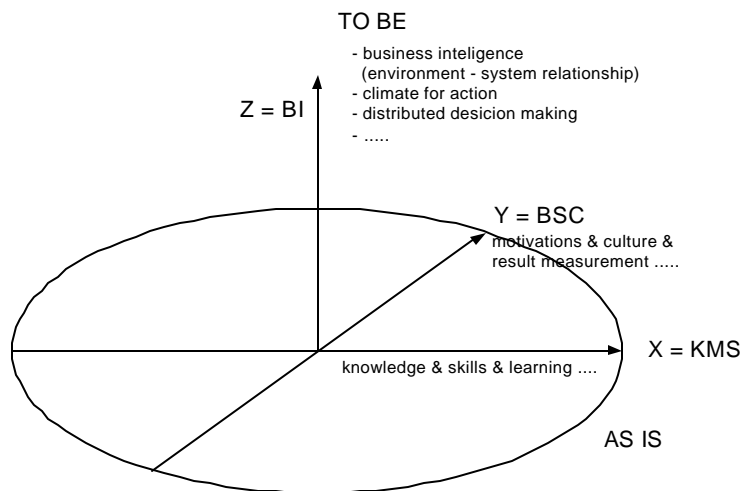 TO BE
- business inteligence
(environment - system relationship)
- climate for action
- distributed desicion making
- .....
Z = BI
Y = BSC
motivations & culture &
result measurement .....
X = KMS
knowledge & skills & learning ....
AS IS